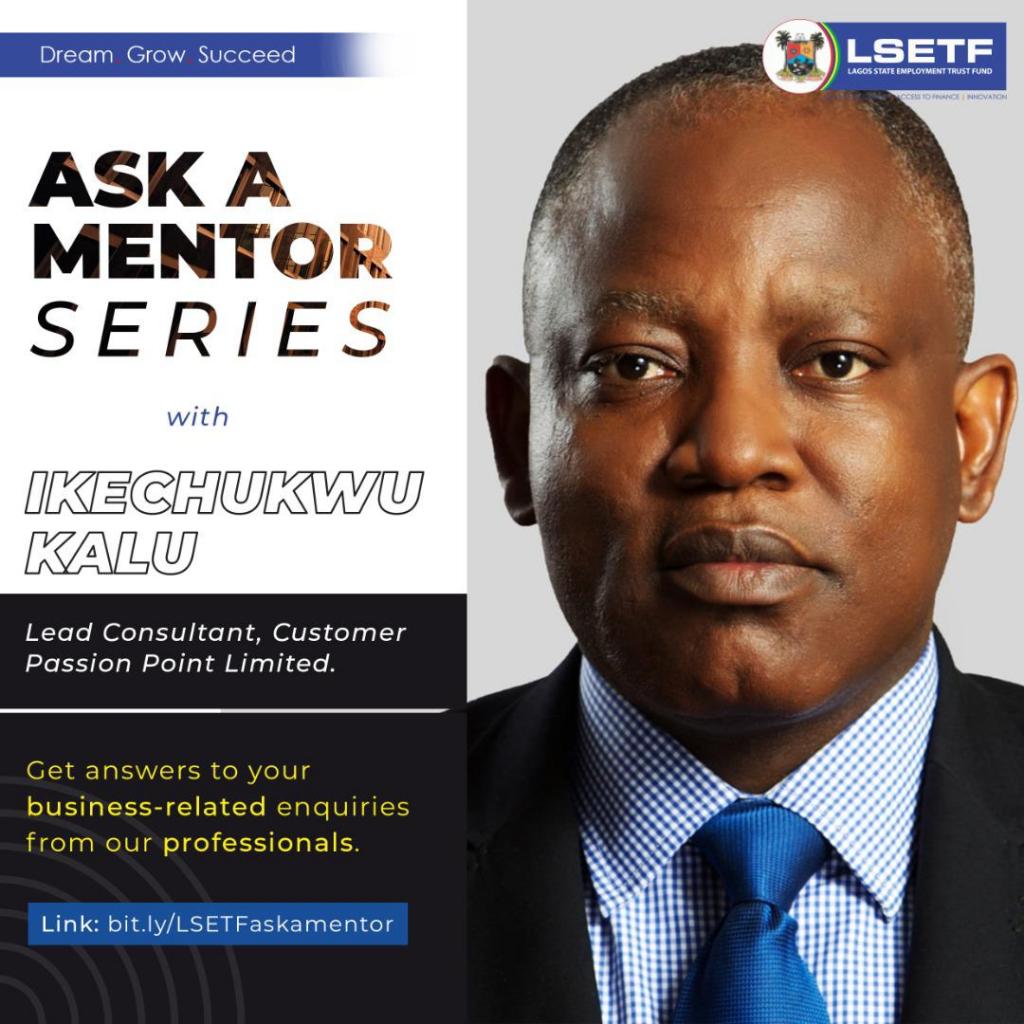 Dream. Grow. Succeed
LSETF
LAGOS STATE EMPLOYMENT TRUST FUND
ACCESS TO FINANCE | INNOVATION
ASK A
MENTOR
SERIES
with
IKECHUKWU
KALU
Lead Consultant, Customer
Passion Point Limited.
Get answers to your
business-related enquiries
from our professionals.
Link: bit.ly/LSETFaskamentor